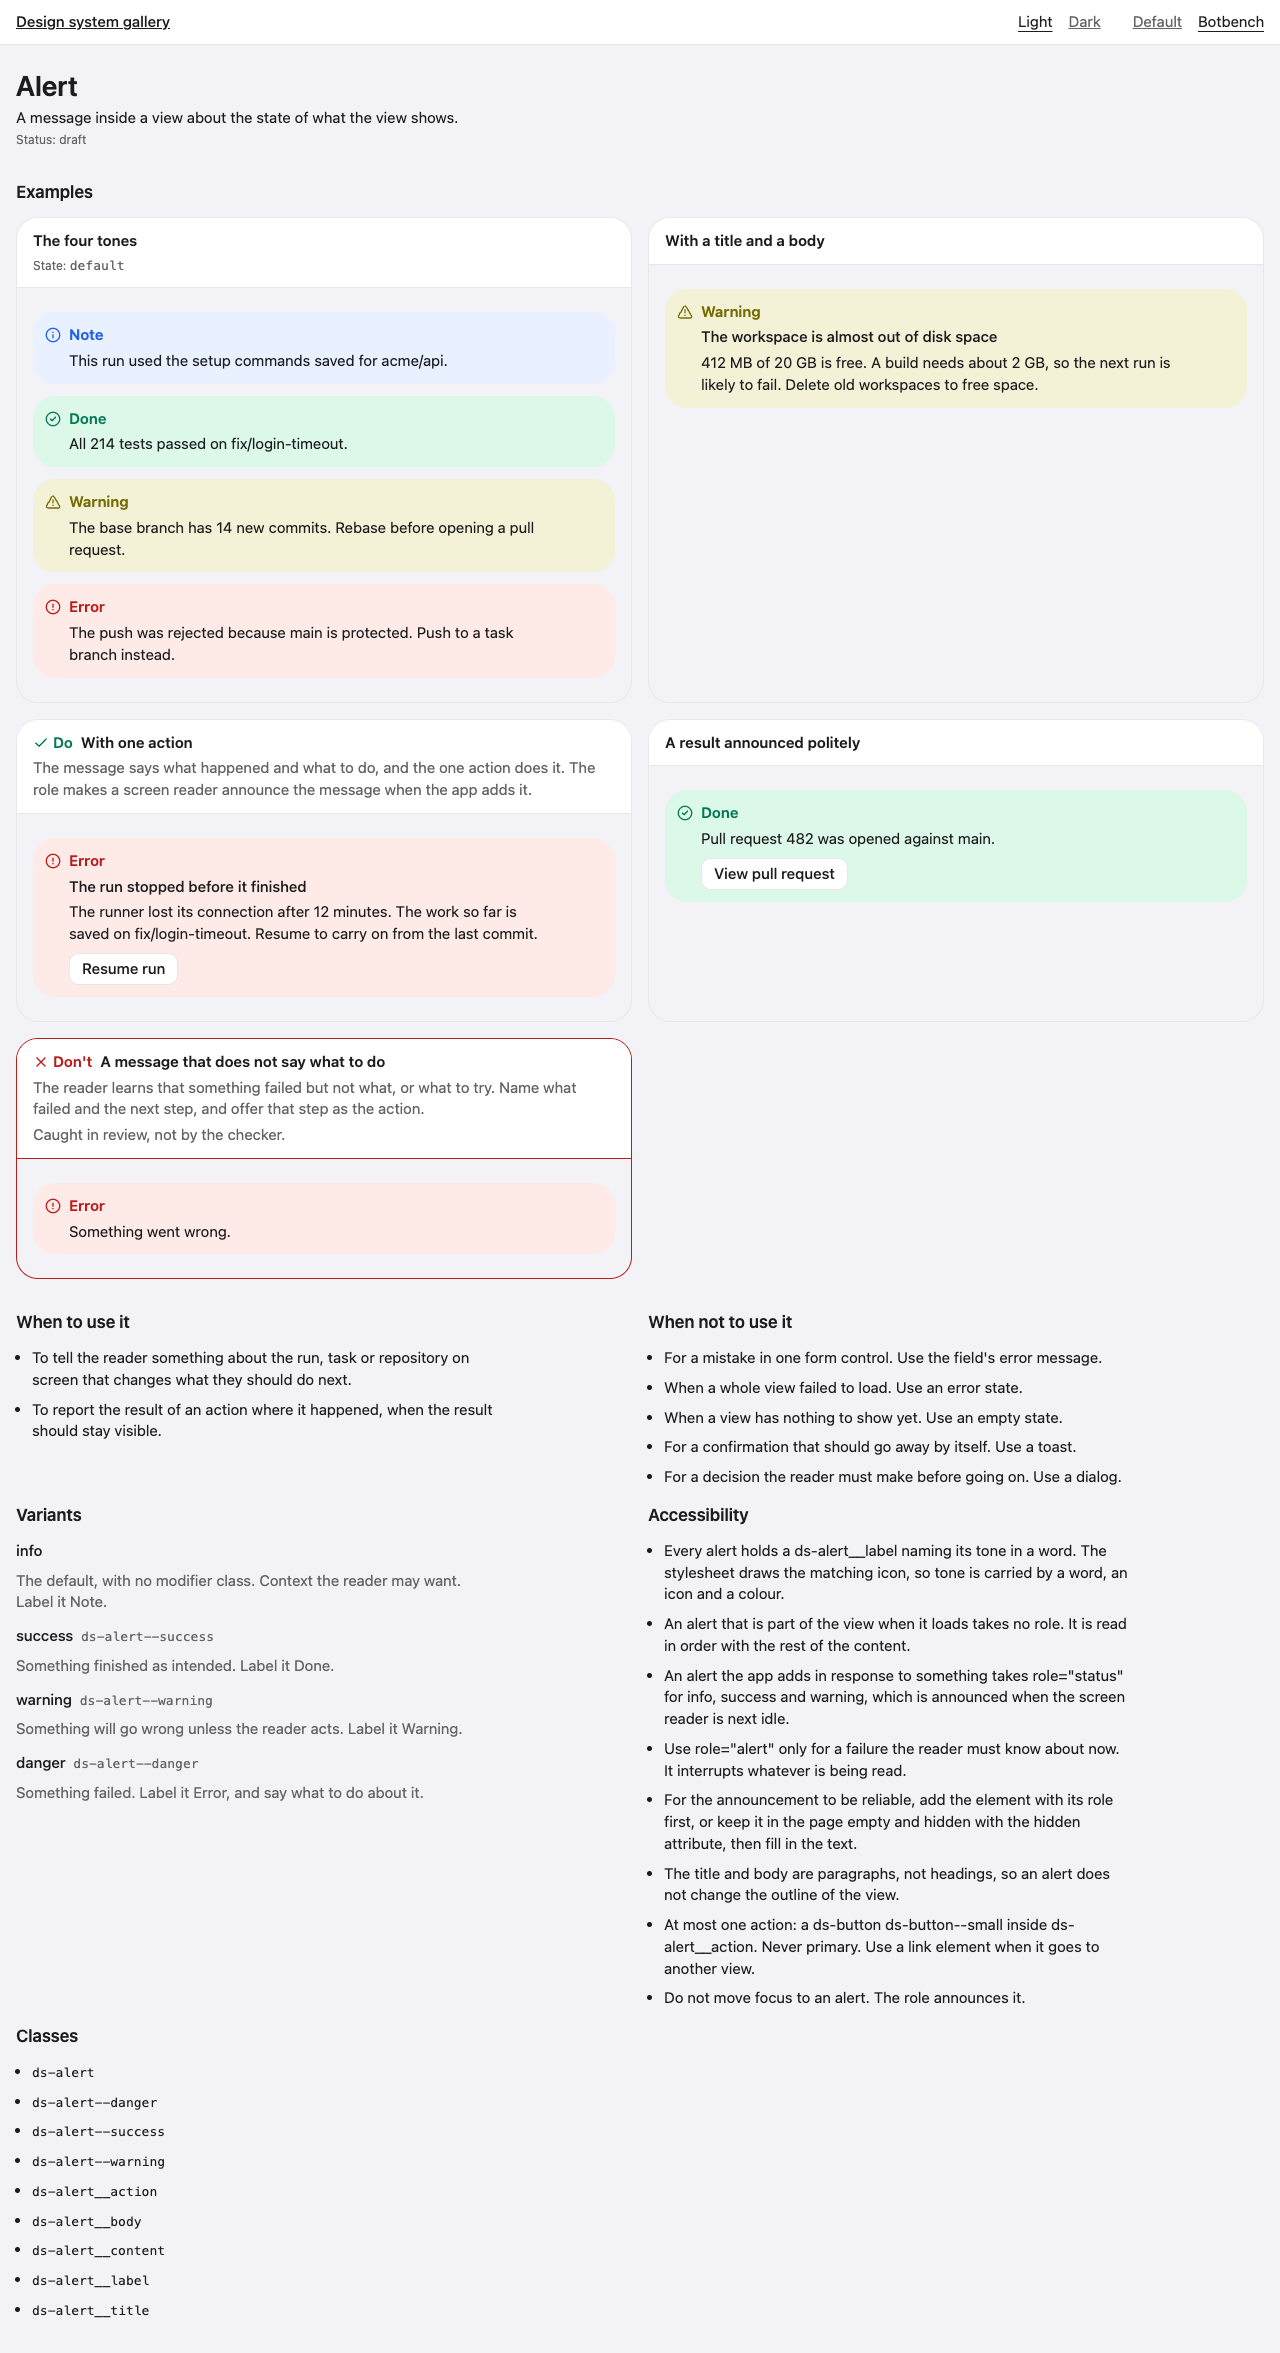 Design system gallery
Light Dark Default Botbench
Alert
A message inside a view about the state of what the view shows.
Status: draft
Examples
The four tones
State: default
Note
This run used the setup commands saved for acme/api.
Done
All 214 tests passed on fix/login-timeout.
Warning
The base branch has 14 new commits. Rebase before opening a pull
request.
Error
The push was rejected because main is protected. Push to a task
branch instead.
With a title and a body
Warning
The workspace is almost out of disk space
412 MB of 20 GB is free. A build needs about 2 GB, so the next run is
likely to fail. Delete old workspaces to free space.
Do With one action
The message says what happened and what to do, and the one action does it. The
role makes a screen reader announce the message when the app adds it.
Error
The run stopped before it finished
The runner lost its connection after 12 minutes. The work so far is
saved on fix/login-timeout. Resume to carry on from the last commit.
Resume run
A result announced politely
Done
Pull request 482 was opened against main.
View pull request
Don't A message that does not say what to do
The reader learns that something failed but not what, or what to try. Name what
failed and the next step, and offer that step as the action.
Caught in review, not by the checker.
Error
Something went wrong.
When to use it
To tell the reader something about the run, task or repository on
screen that changes what they should do next.
To report the result of an action where it happened, when the result
should stay visible.
When not to use it
For a mistake in one form control. Use the field's error message.
When a whole view failed to load. Use an error state.
When a view has nothing to show yet. Use an empty state.
For a confirmation that should go away by itself. Use a toast.
For a decision the reader must make before going on. Use a dialog.
Variants
info
The default, with no modifier class. Context the reader may want.
Label it Note.
success ds-alert--success
Something finished as intended. Label it Done.
warning ds-alert--warning
Something will go wrong unless the reader acts. Label it Warning.
danger ds-alert--danger
Something failed. Label it Error, and say what to do about it.
Accessibility
Every alert holds a ds-alert__label naming its tone in a word. The
stylesheet draws the matching icon, so tone is carried by a word, an
icon and a colour.
An alert that is part of the view when it loads takes no role. It is read
in order with the rest of the content.
An alert the app adds in response to something takes role="status"
for info, success and warning, which is announced when the screen
reader is next idle.
Use role="alert" only for a failure the reader must know about now.
It interrupts whatever is being read.
For the announcement to be reliable, add the element with its role
first, or keep it in the page empty and hidden with the hidden
attribute, then fill in the text.
The title and body are paragraphs, not headings, so an alert does
not change the outline of the view.
At most one action: a ds-button ds-button--small inside ds-
alert__action. Never primary. Use a link element when it goes to
another view.
Do not move focus to an alert. The role announces it.
Classes
ds-alert
ds-alert--danger
ds-alert--success
ds-alert--warning
ds-alert__action
ds-alert__body
ds-alert__content
ds-alert__label
ds-alert__title